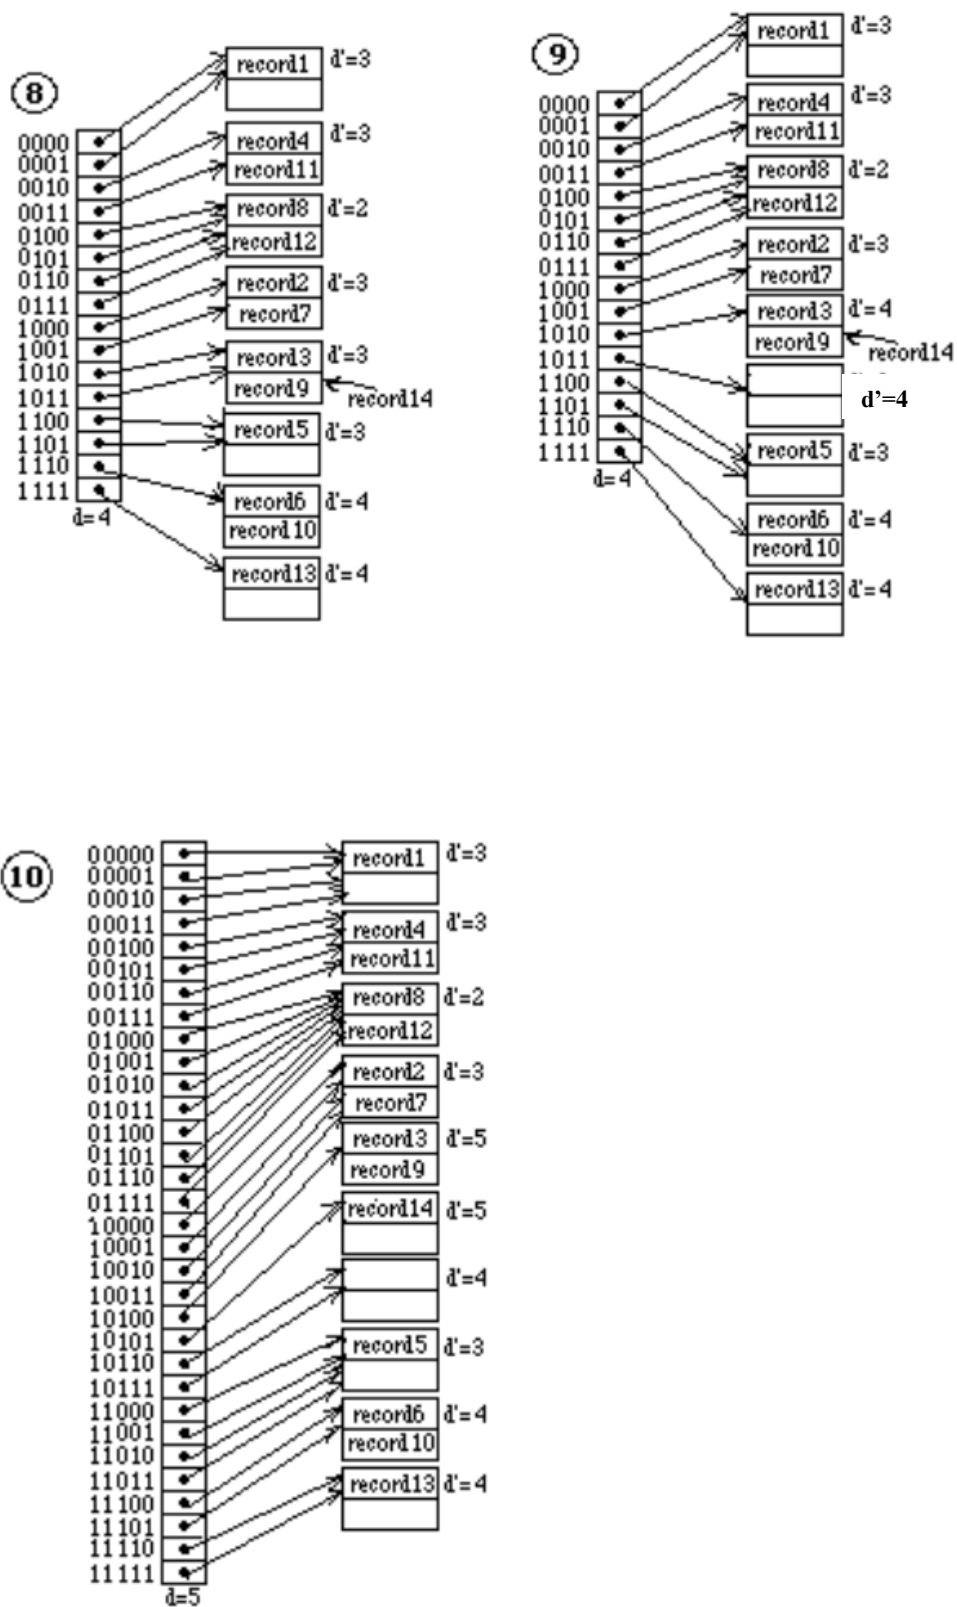 8
record1 d'=3
0000
0001
0010
0011
0100
0101
0110
0111
1000
1001
1010
1011
1100
1101
1110
1111
d=4
record4 d'=3
record11
record8 d'=2
record12
record2 d'=3
record7
record3 d'=3
record9
record14
record5 d'=3
record6 d'=4
record10
record13 d'=4
9
record1 d'=3
0000
0001
0010
0011
0100
0101
0110
0111
1000
1001
1010
1011
1100
1101
1110
1111
d=4
record4 d'=3
record11
record8 d'=2
record12
record2 d'=3
record7
record3 d'=4
record9
record14
d’=4
record5 d'=3
record6 d'=4
record10
record13 d'=4
10
00000
00001
00010
00011
00100
00101
00110
00111
01000
01001
01010
01011
01100
01101
01110
01111
10000
10001
10010
10011
10100
10101
10110
10111
11000
11001
11010
11011
11100
11101
11110
11111
d=5
record1 d'=3
record4 d'=3
record11
record8 d'=2
record12
record2 d'=3
record7
record3 d'=5
record9
record14 d'=5
d'=4
record5 d'=3
record6 d'=4
record10
record13 d'=4